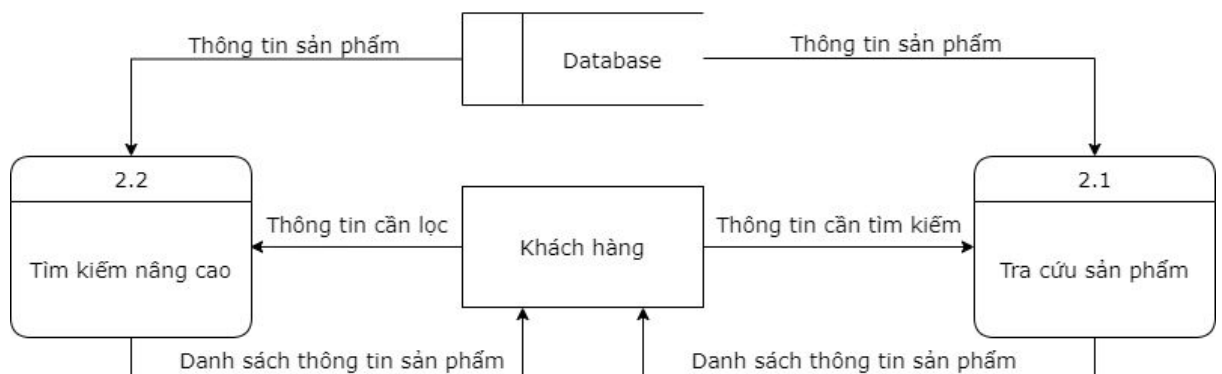 Thông tin sản phẩm
Database
Thông tin sản phẩm
2.2
2.1
Thông tin cần lọc
Khách hàng
Thông tin cần tìm kiếm
Tìm kiếm nâng cao
Tra cứu sản phẩm
Danh sách thông tin sản phẩm
Danh sách thông tin sản phẩm